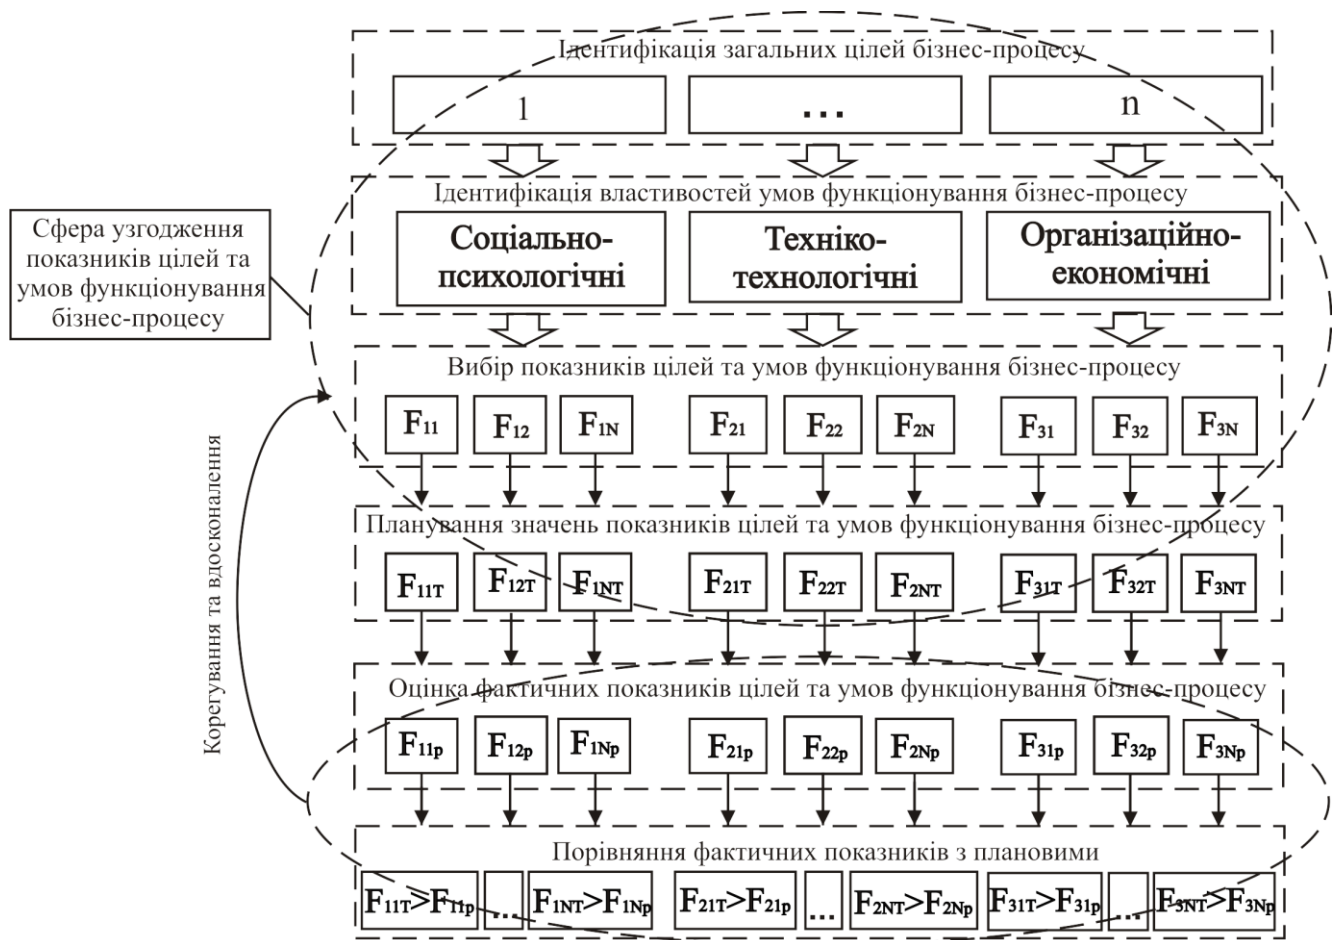 Ідентифікація загальних цілей бізнес-процесу
1
...
n
Ідентифікація властивостей умов функціонування бізнес-процесу
Соціально-
психологічні
Техніко-
технологічні
Організаційно-
економічні
Сфера узгодження
показників цілей та
умов функціонування
бізнес-процесу
Вибір показників цілей та умов функціонування бізнес-процесу
F11 F12 F1N F21 F22 F2N F31 F32 F3N
Корегування та вдосконалення
Планування значень показників цілей та умов функціонування бізнес-процесу
F11T F12T F1NT F21T F22T F2NT F31T F32T F3NT
Оцінка фактичних показників цілей та умов функціонування бізнес-процесу
F11p F12p F1Np F21p F22p F2Np F31p F32p F3Np
Порівняння фактичних показників з плановими
F11T>F11p ... F1NT>F1Np F21T>F21p ... F2NT>F2Np F31T>F31p ... F3NT>F3Np